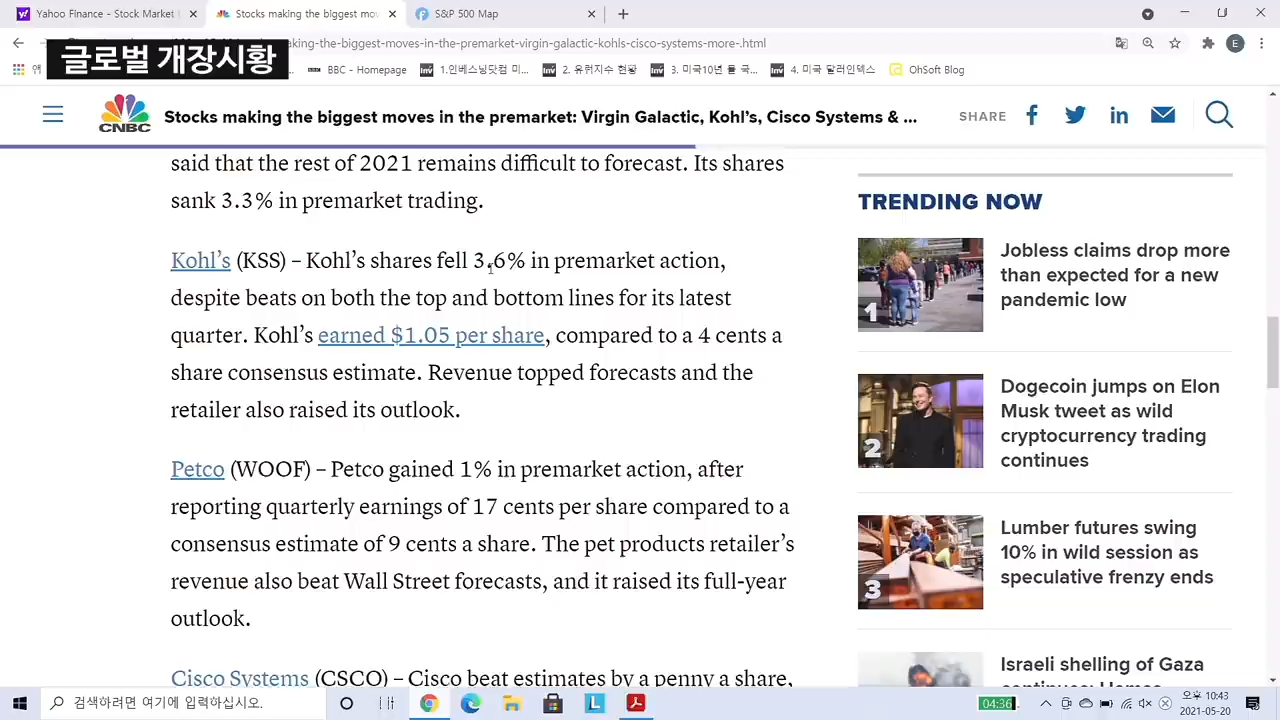 Yahoo Finance - Stock Market
Stocks making the biggest mov
S&P 500 Map
글로벌 개장시황
aking-the-biggest-moves-in-the-premarket-virgin-galactic-kohls-cisco-systems-more-.html
E
BBC - Homepage
1.인베스팅닷컴 미...
2. 유럽지수 현황
3. 미국10년 물 국...
4. 미국 달러인덱스
OhSoft Blog
CNBC
Stocks making the biggest moves in the premarket: Virgin Galactic, Kohl's, Cisco Systems & ...
SHARE
said that the rest of 2021 remains difficult to forecast. Its shares
sank 3.3% in premarket trading.
Kohl's (KSS) – Kohl's shares fell 3.6% in premarket action,
despite beats on both the top and bottom lines for its latest
quarter. Kohl's earned $1.05 per share, compared to a 4 cents a
share consensus estimate. Revenue topped forecasts and the
retailer also raised its outlook.
Petco (WOOF) – Petco gained 1% in premarket action, after
reporting quarterly earnings of 17 cents per share compared to a
consensus estimate of 9 cents a share. The pet products retailer's
revenue also beat Wall Street forecasts, and it raised its full-year
outlook.
Cisco Systems (CSCO) – Cisco beat estimates by a penny a share,
TRENDING NOW
1
Jobless claims drop more
than expected for a new
pandemic low
2
Dogecoin jumps on Elon
Musk tweet as wild
cryptocurrency trading
continues
3
Lumber futures swing
10% in wild session as
speculative frenzy ends
Israeli shelling of Gaza
검색하려면 여기에 입력하십시오.
04:36
오후 10:43
2021-05-20